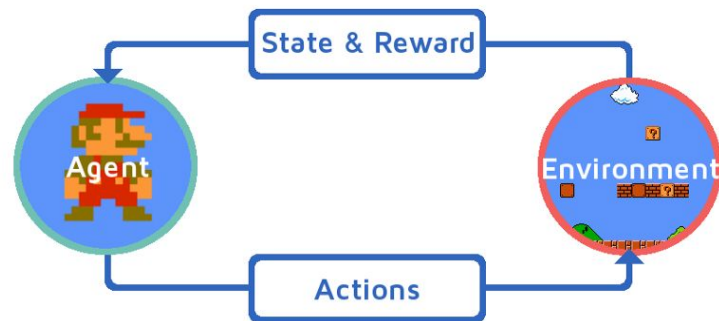 State & Reward
Agent
Environment
?
?
Actions